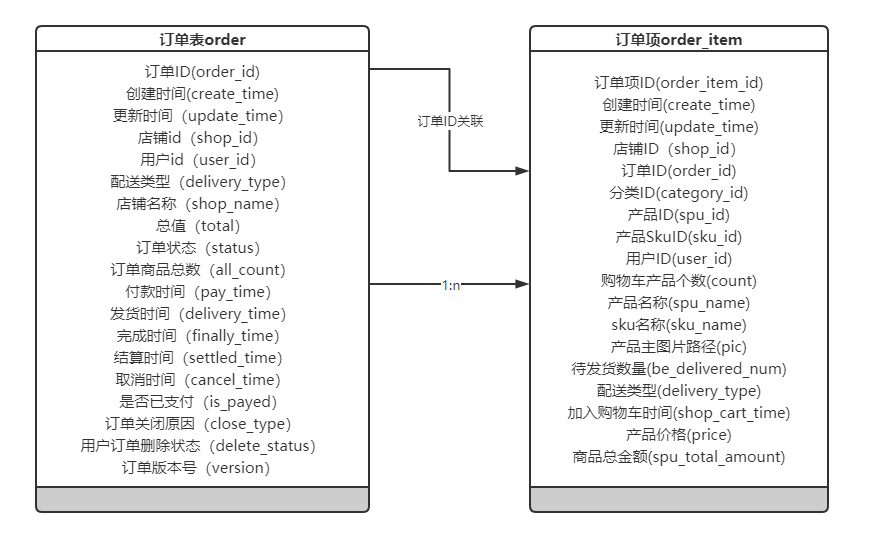 订单表order
订单ID(order_id)
创建时间(create_time)
更新时间（update_time)
店铺id（shop_id)
用户id（user_id)
配送类型（delivery_type)
店铺名称（shop_name)
总值（total)
订单状态（status)
订单商品总数（all_count)
付款时间（pay_time)
发货时间（delivery_time)
完成时间（finally_time)
结算时间（settled_time)
取消时间（cancel_time)
是否已支付（is_payed)
订单关闭原因（close_type)
用户订单删除状态（delete_status)
订单版本号（version)
订单ID关联
1:n
订单项order_item
订单项ID(order_item_id)
创建时间(create_time)
更新时间(update_time)
店铺ID（shop_id)
订单ID(order_id)
分类ID(category_id)
产品ID(spu_id)
产品SkuID(sku_id)
用户ID(user_id)
购物车产品个数(count)
产品名称(spu_name)
sku名称(sku_name)
产品主图片路径(pic)
待发货数量(be_delivered_num)
配送类型(delivery_type)
加入购物车时间(shop_cart_time)
产品价格(price)
商品总金额(spu_total_amount)